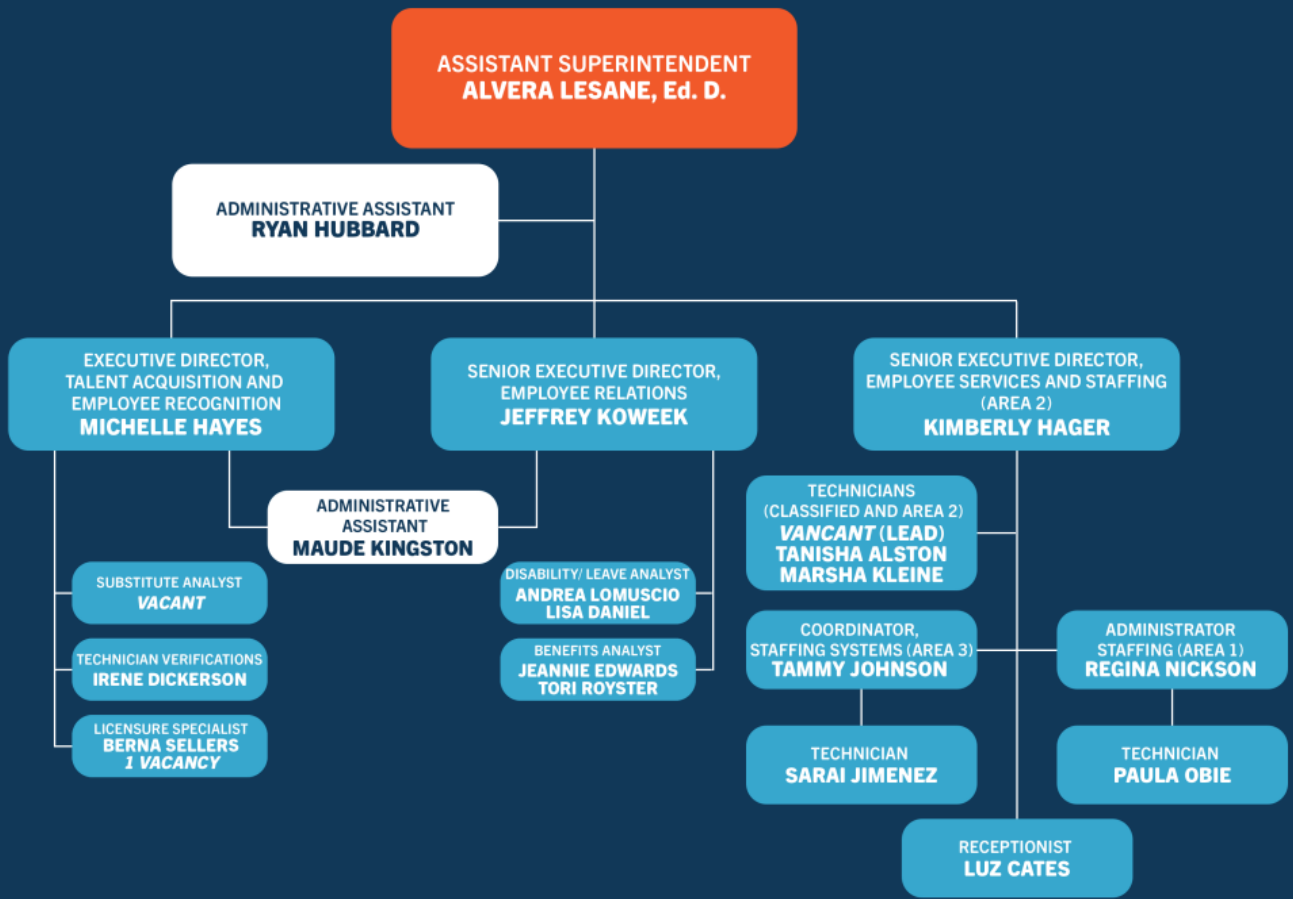 ASSISTANT SUPERINTENDENT
ALVERA LESANE, Ed. D.
ADMINISTRATIVE ASSISTANT
RYAN HUBBARD
EXECUTIVE DIRECTOR,
TALENT ACQUISITION AND
EMPLOYEE RECOGNITION
MICHELLE HAYES
SENIOR EXECUTIVE DIRECTOR,
EMPLOYEE RELATIONS
JEFFREY KOWEEK
SENIOR EXECUTIVE DIRECTOR,
EMPLOYEE SERVICES AND STAFFING
(AREA 2)
KIMBERLY HAGER
ADMINISTRATIVE
ASSISTANT
MAUDE KINGSTON
SUBSTITUTE ANALYST
VACANT
TECHNICIAN VERIFICATIONS
IRENE DICKERSON
LICENSURE SPECIALIST
BERNA SELLERS
1 VACANCY
DISABILITY/ LEAVE ANALYST
ANDREA LOMUSCIO
LISA DANIEL
BENEFITS ANALYST
JEANNIE EDWARDS
TORI ROYSTER
TECHNICIANS
(CLASSIFIED AND AREA 2)
VANCANT (LEAD)
TANISHA ALSTON
MARSHA KLEINE
COORDINATOR,
STAFFING SYSTEMS (AREA 3)
TAMMY JOHNSON
ADMINISTRATOR
STAFFING (AREA 1)
REGINA NICKSON
TECHNICIAN
SARAI JIMENEZ
TECHNICIAN
PAULA OBIE
RECEPTIONIST
LUZ CATES